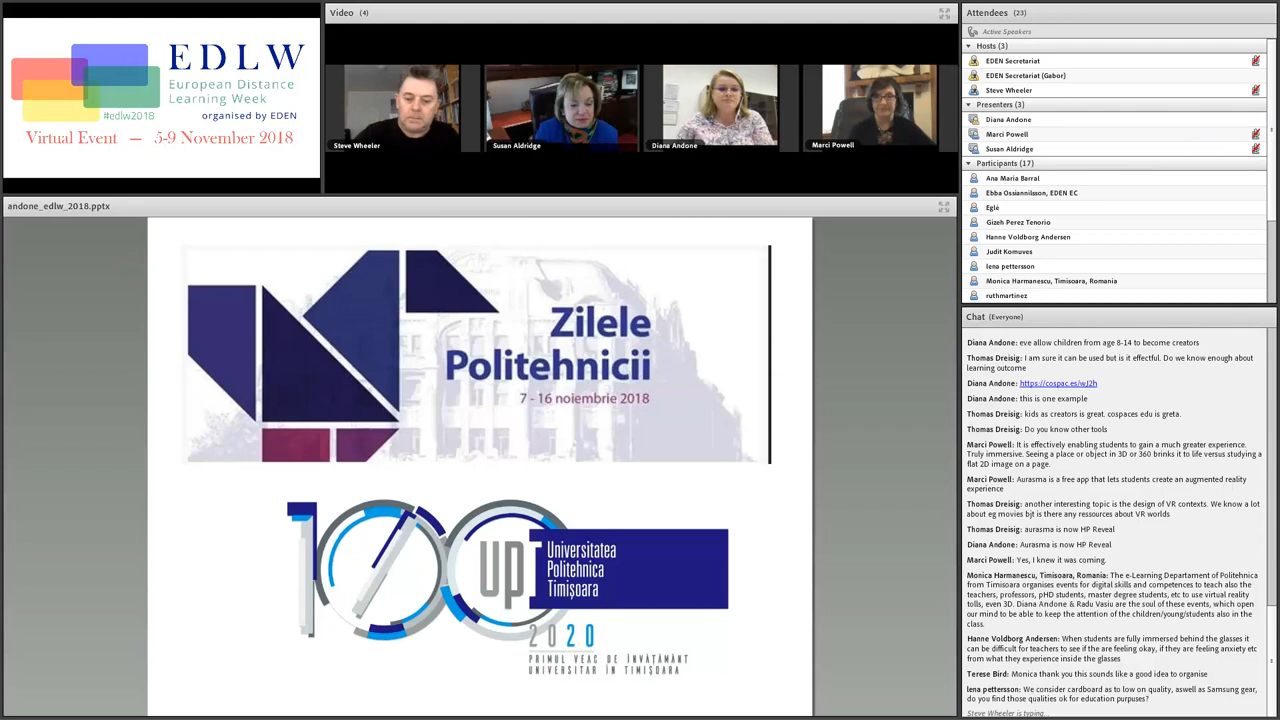 EDLW
European Distance
Learning Week
#edlw2018
organised by EDEN
Virtual Event — 5-9 November 2018
Video (4)
Steve Wheeler
Susan Aldridge
Diana Andone
Marci Powell
andone_edlw_2018.pptx
Zilele
Politehnicii
7 - 16 noiembrie 2018
100
upt
Universitatea
Politehnica
Timișoara
2020
PRIMUL VEAC DE ÎNVĂȚĂMÂNT
UNIVERSITAR ÎN TIMIȘOARA
Attendees (23)
Active Speakers
Hosts (3)
EDEN Secretariat
EDEN Secretariat (Gabor)
Steve Wheeler
Presenters (3)
Diana Andone
Marci Powell
Susan Aldridge
Participants (17)
Ana Maria Barral
Ebba Ossiannilsson, EDEN EC
Eglė
Gizeh Perez Tenorio
Hanne Voldborg Andersen
Judit Komuves
lena pettersson
Monica Harmanescu, Timisoara, Romania
ruthmartinez
Chat (Everyone)
Diana Andone: eve allow children from age 8-14 to become creators
Thomas Dreisig: I am sure it can be used but is it effectful. Do we know enough about
learning outcome
Diana Andone: https://cospac.es/wJ2h
Diana Andone: this is one example
Thomas Dreisig: kids as creators is great. cospaces edu is greta.
Thomas Dreisig: Do you know other tools
Marci Powell: It is effectively enabling students to gain a much greater experience.
Truly immersive. Seeing a place or object in 3D or 360 brinks it to life versus studying a
flat 2D image on a page.
Marci Powell: Aurasma is a free app that lets students create an augmented reality
experience
Thomas Dreisig: another interesting topic is the design of VR contexts. We know a lot
about eg movies bjt is there any resources about VR worlds
Thomas Dreisig: aurasma is now HP Reveal
Diana Andone: Aurasma is now HP Reveal
Marci Powell: Yes, I knew it was coming.
Monica Harmanescu, Timisoara, Romania: The e-Learning Departament of Politehnica
from Timisoara organises events for digital skills and competences to teach also the
teachers, professors, pHD students, master degree students, etc to use virtual reality
tolls, even 3D. Diana Andone & Radu Vasiu are the soul of these events, which open
our mind to be able to keep the attention of the children/young/students also in the
class.
Hanne Voldborg Andersen: When students are fully immersed behind the glasses it
can be difficult for teachers to see if the are feeling okay, if they are feeling anxiety etc
from what they experience inside the glasses
Terese Bird: Monica thank you this sounds like a good idea to organise
lena pettersson: We consider cardboard as to low on quality, aswell as Samsung gear,
do you find those qualities ok for education purpuses?
Steve Wheeler is typing...